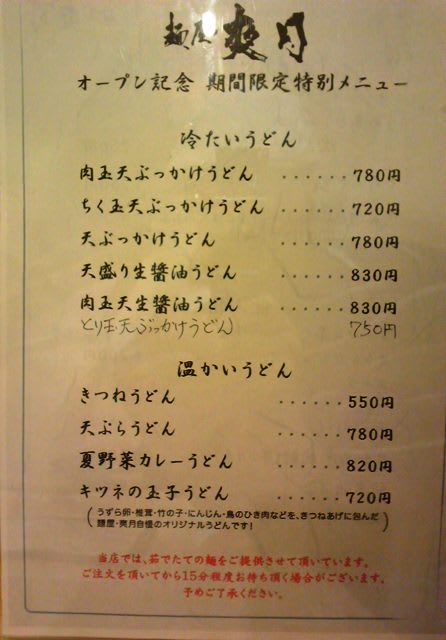 麺屋 爽月
オープン記念 期間限定特別メニュー
冷たいうどん
肉玉天ぶっかけうどん ・・・・・・780円
ちく玉天ぶっかけうどん ・・・・・・720円
天ぶっかけうどん ・・・・・・780円
天盛り生醬油うどん ・・・・・・830円
肉玉天生醬油うどん ・・・・・・830円
とり玉天ぶっかけうどん 750円
温かいうどん
きつねうどん ・・・・・・550円
天ぷらうどん ・・・・・・780円
夏野菜カレーうどん ・・・・・・820円
キツネの玉子うどん ・・・・・・720円
(うずら卵・椎茸・竹の子・にんじん・鳥のひき肉などを、きつねあげに包んだ
麺屋・爽月自慢のオリジナルうどんです!)
当店では、茹でたての麺をご提供させて頂いています。
ご注文を頂いてから15分程度お待ち頂く場合がございます。
予めご了承ください。